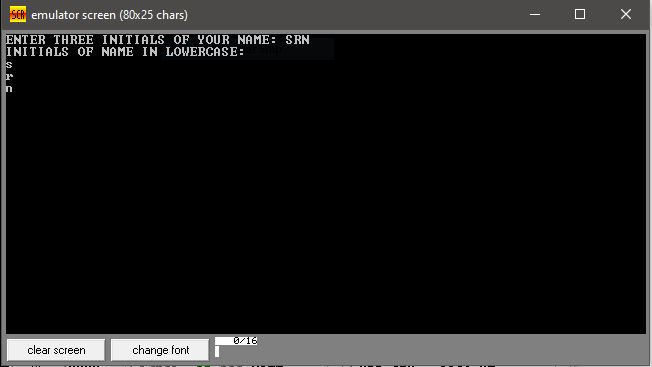 SCR emulator screen (80x25 chars)
ENTER THREE INITIALS OF YOUR NAME: SRN
INITIALS OF NAME IN LOWERCASE:
s
r
n
clear screen change font 0/16